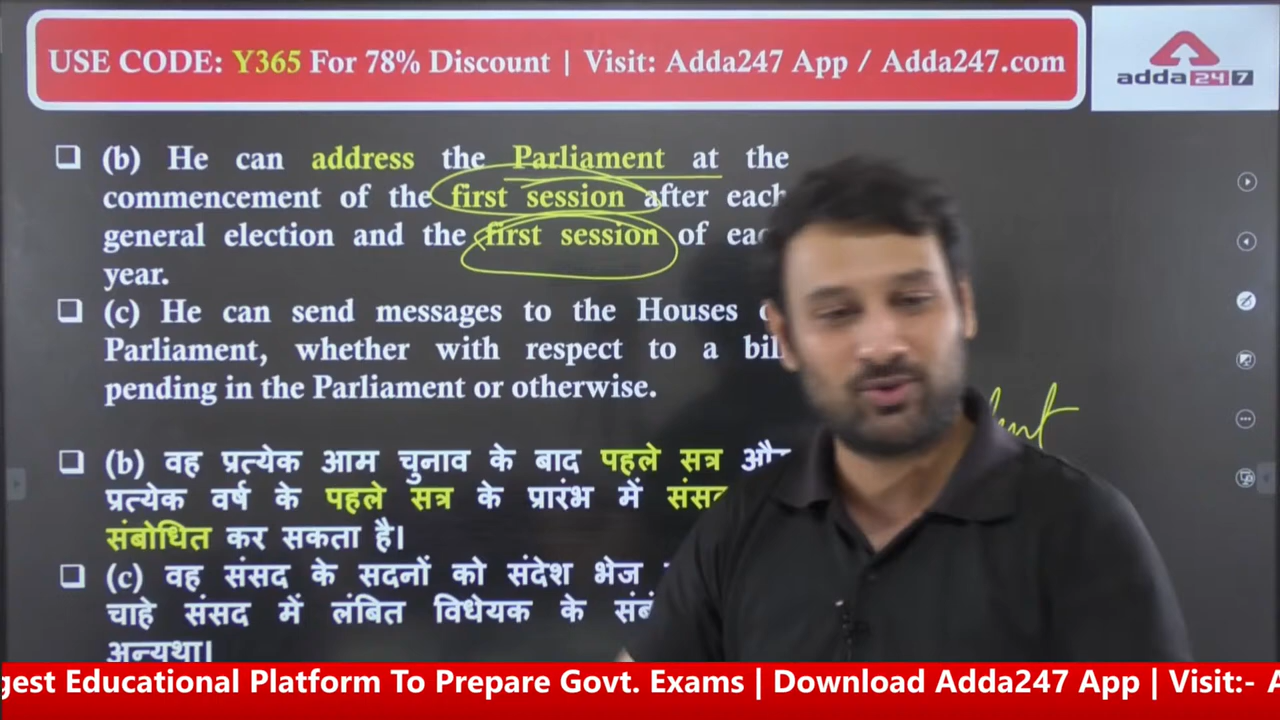 USE CODE: Y365 For 78% Discount | Visit: Adda247 App / Adda247.com
adda247
(b) He can address the Parliament at the
commencement of the first session after each
general election and the first session of
year.
(c) He can send messages to the Houses
Parliament, whether with respect to a
pending in the Parliament or otherwise.
(b) वह प्रत्येक आम चुनाव के बाद पहले सत्र
प्रत्येक वर्ष के पहले सत्र के प्रारंभ में
संबोधित कर सकता है।
(c) वह संसद के सदनों को संदेश भेज
चाहे संसद में लंबित विधेयक के
अन्यथा।
Educational Platform To Prepare Govt. Exams | Download Adda247 App | Visit:-